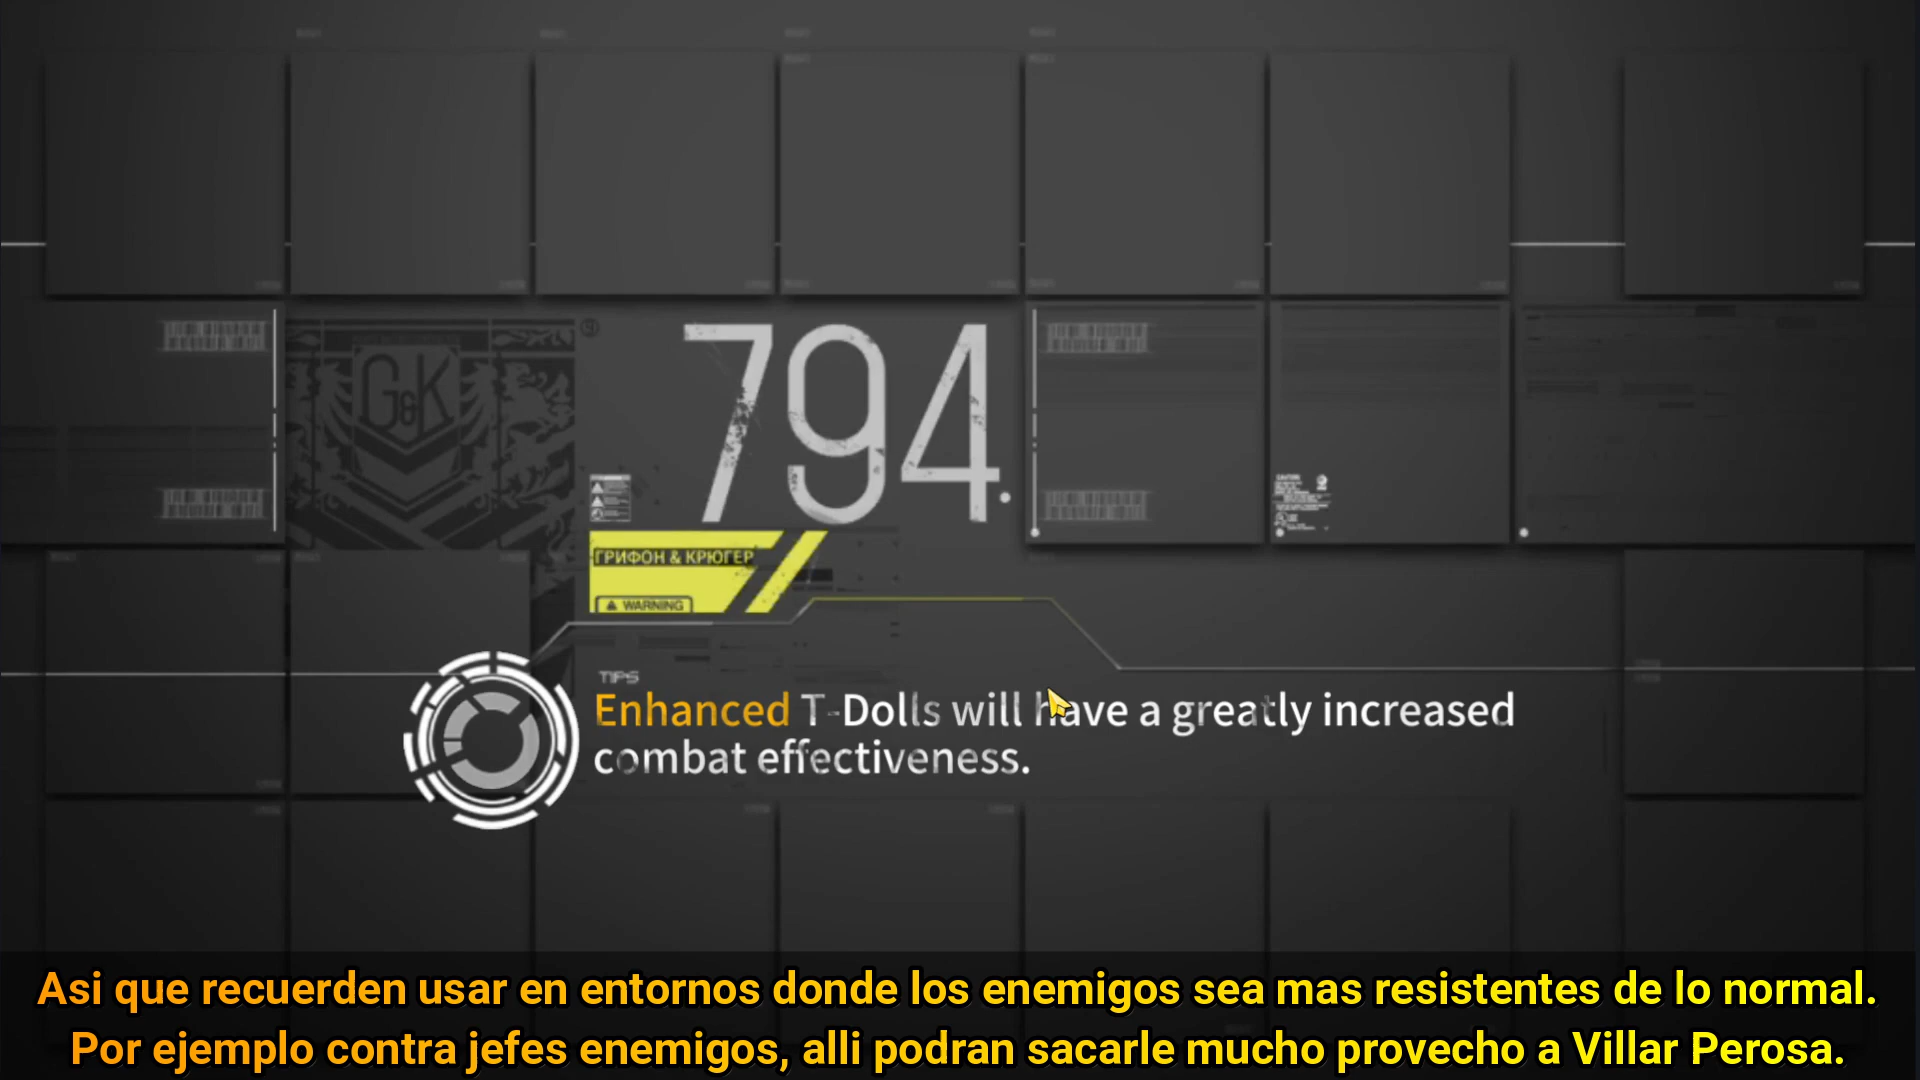 G&K
794.
ГРИФОН & КРЮГЕР
WARNING
TIPS
Enhanced T-Dolls will have a greatly increased
combat effectiveness.
CAUTION
Asi que recuerden usar en entornos donde los enemigos sea mas resistentes de lo normal.
Por ejemplo contra jefes enemigos, alli podran sacarle mucho provecho a Villar Perosa.